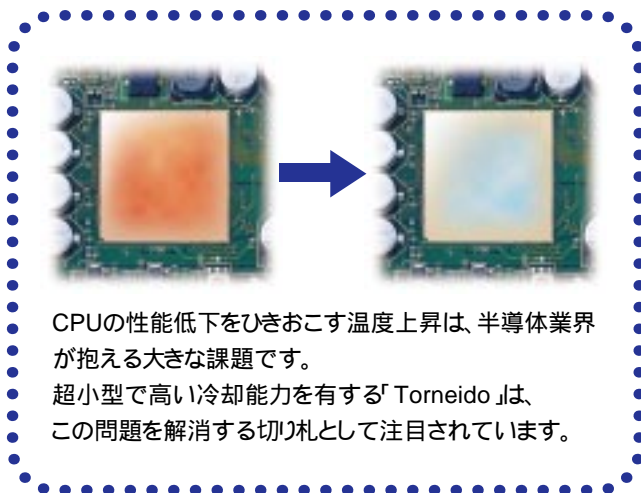 CPUの性能低下をひきおこす温度上昇は、半導体業界
が抱える大きな課題です。
超小型で高い冷却能力を有する「Torneido」は、
この問題を解消する切り札として注目されています。